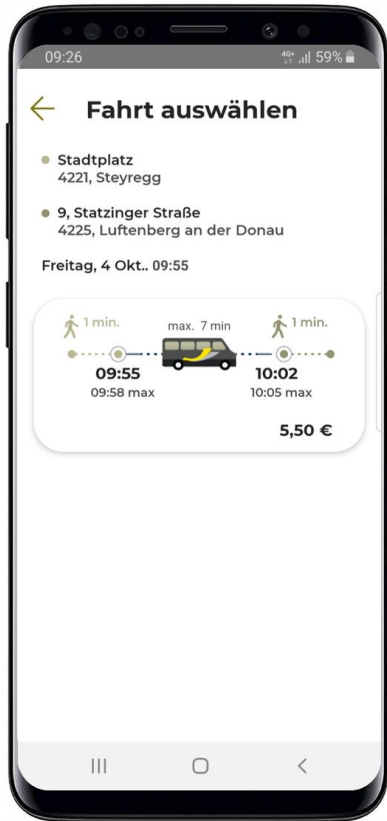 09:26
4G+ 59%
Fahrt auswählen
Stadtplatz
4221, Steyregg
9, Statzinger Straße
4225, Luftenberg an der Donau
Freitag, 4 Okt.. 09:55
1 min. max. 7 min 1 min.
09:55 10:02
09:58 max 10:05 max
5,50 €